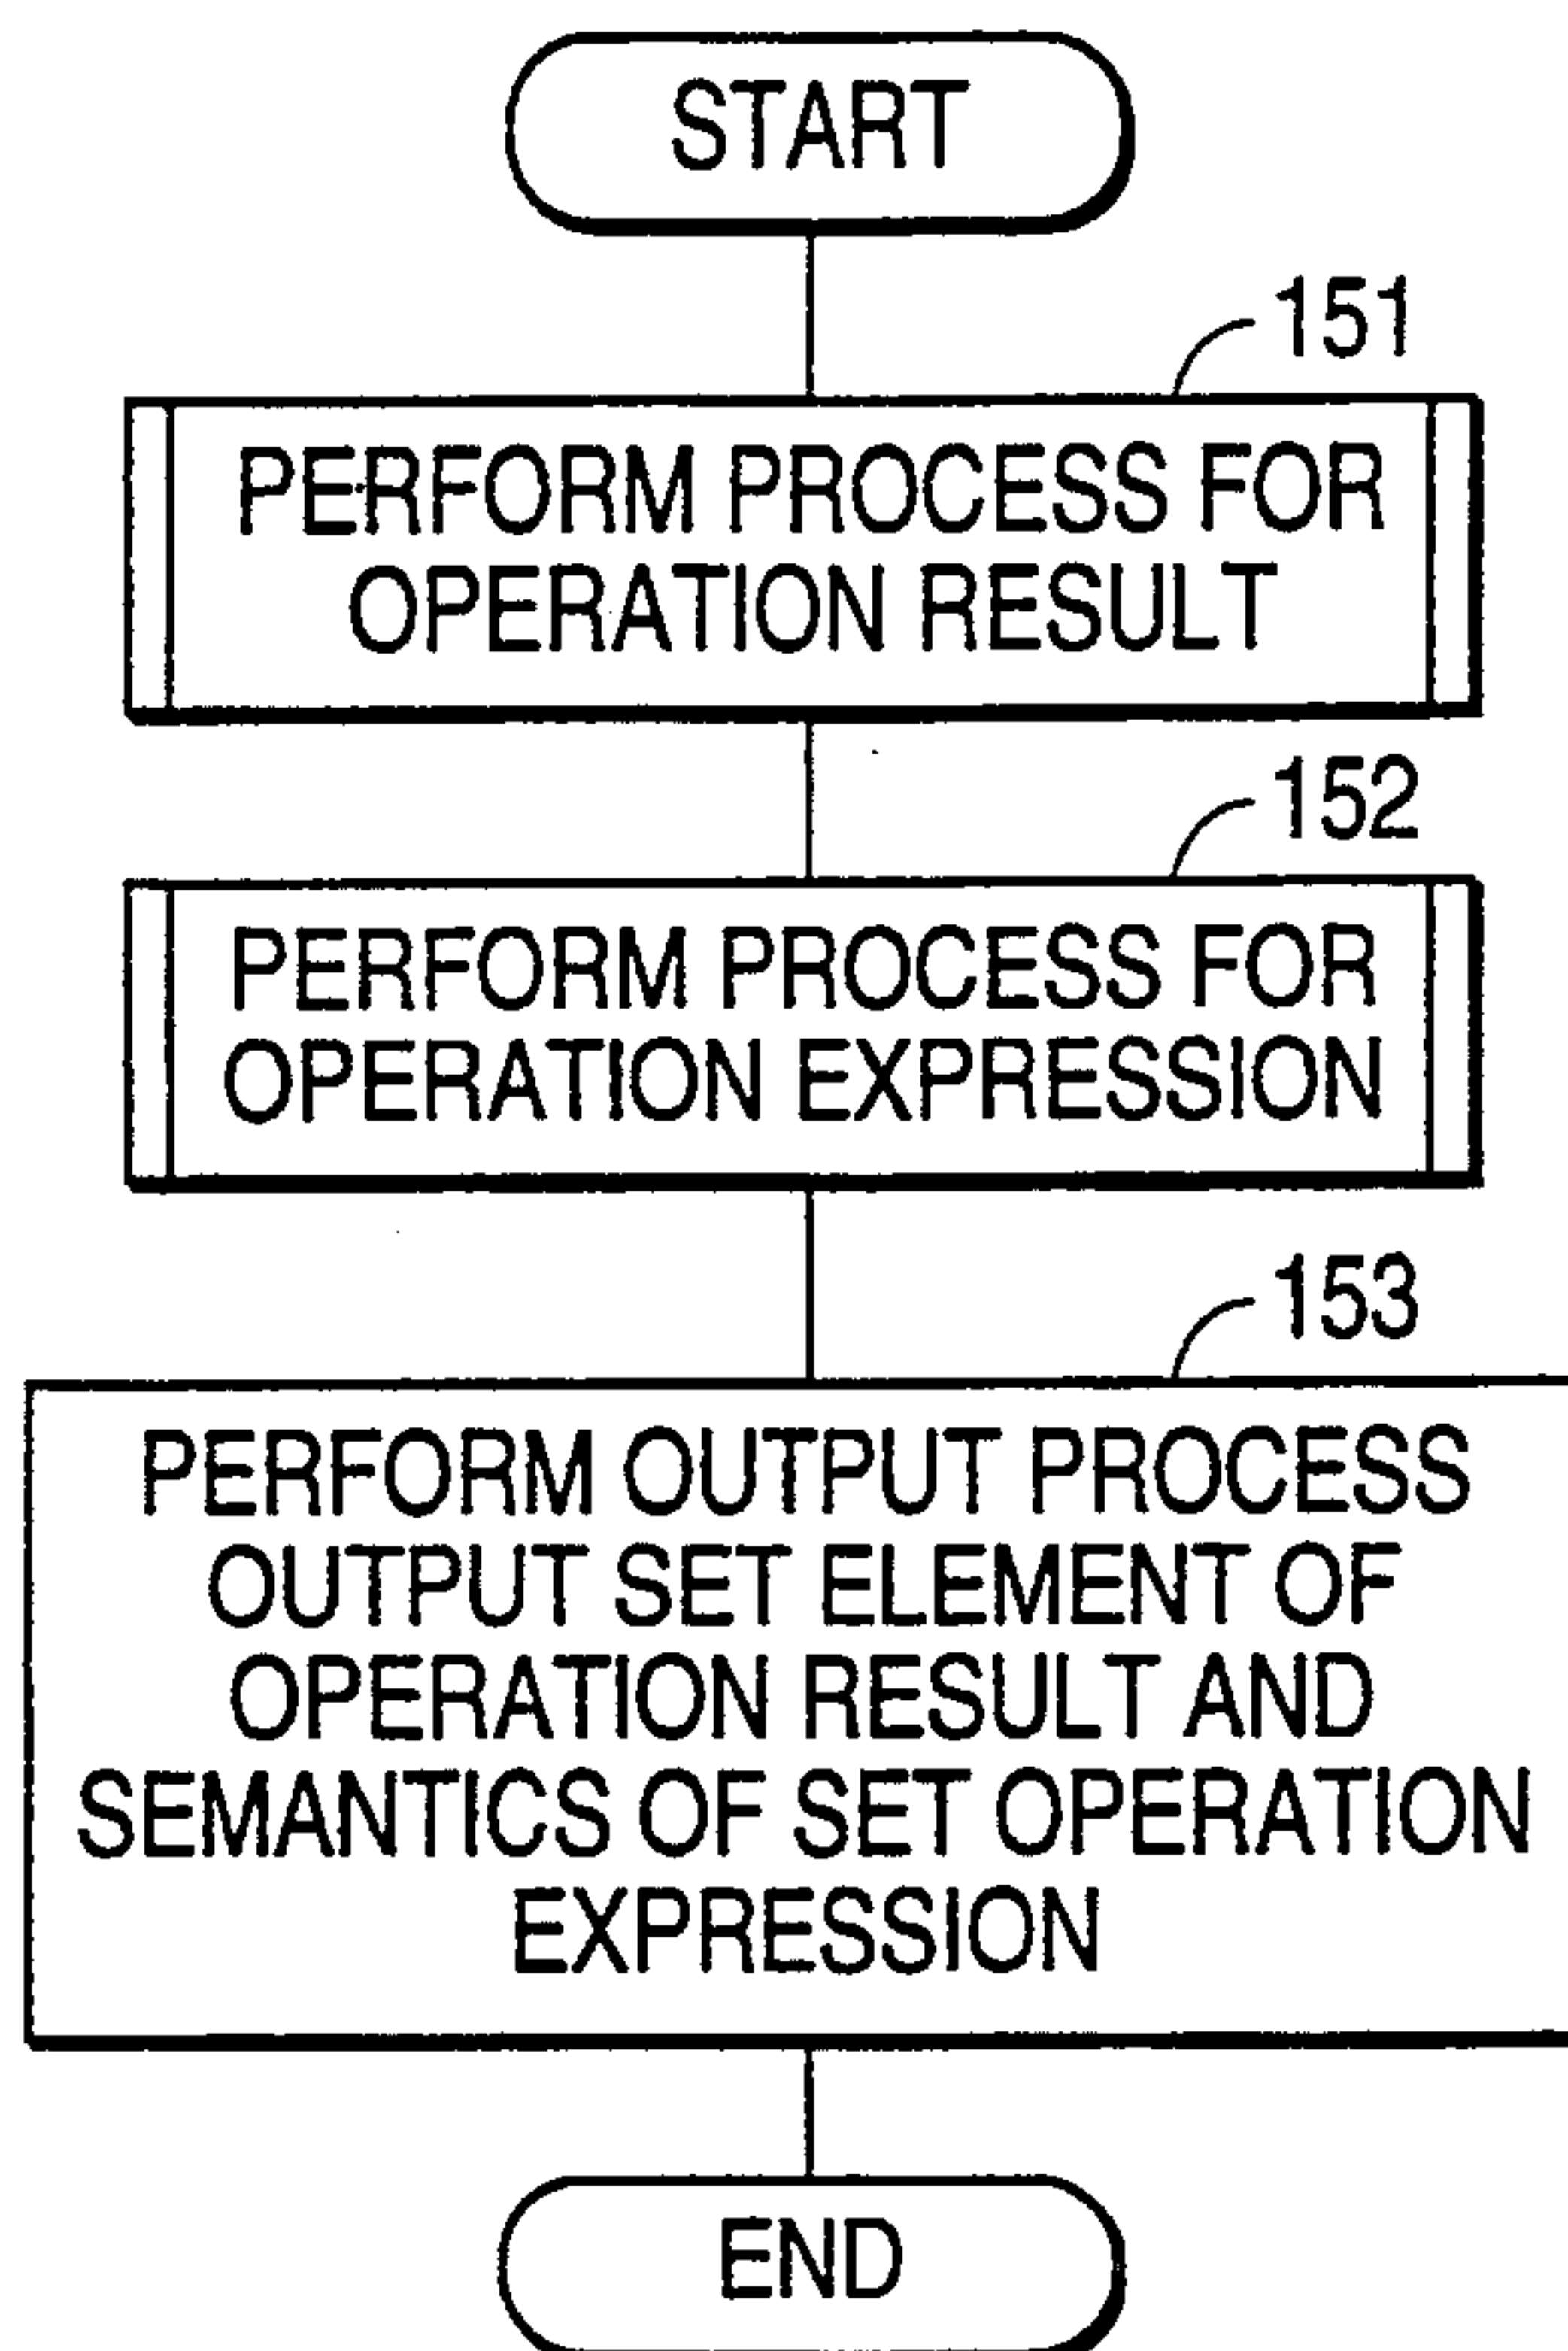 START
151
PERFORM PROCESS FOR
OPERATION RESULT
152
PERFORM PROCESS FOR
OPERATION EXPRESSION
153
PERFORM OUTPUT PROCESS
OUTPUT SET ELEMENT OF
OPERATION RESULT AND
SEMANTICS OF SET OPERATION
EXPRESSION
END